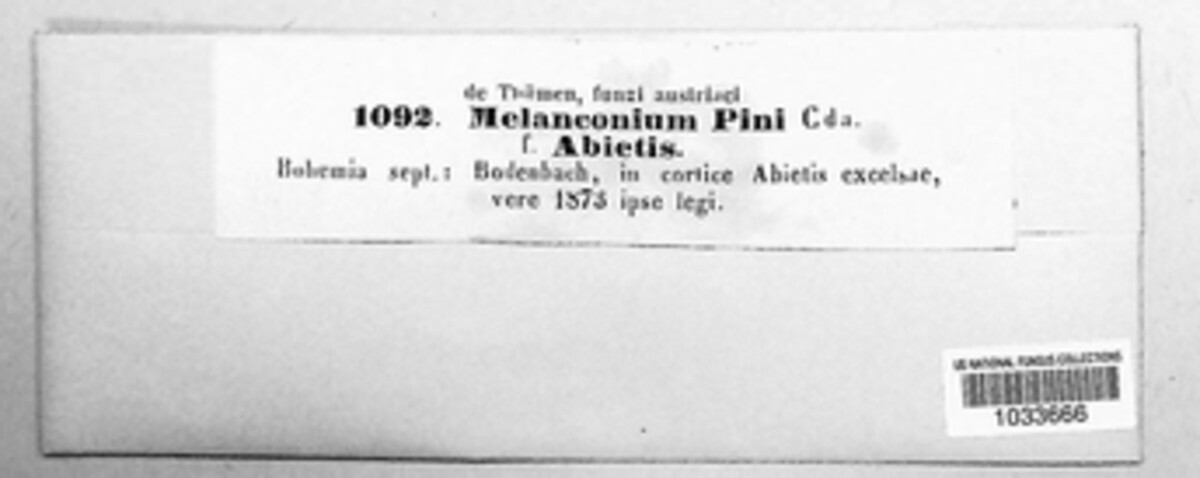 de Thümen, fungi austriaci
1092. Melanconium Pini Cda.
f. Abietis.
Bohemia sept.: Bodenbach, in cortice Abietis excelsae,
vere 1873 ipse legi.
US NATIONAL FUNGUS COLLECTIONS
1033666